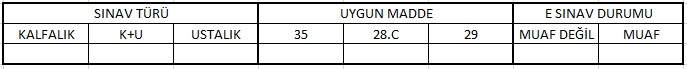 SINAV TÜRÜ UYGUN MADDE E SINAV DURUMU
KALFALIK K+U USTALIK 35 28.C 29 MUAF DEĞİL MUAF